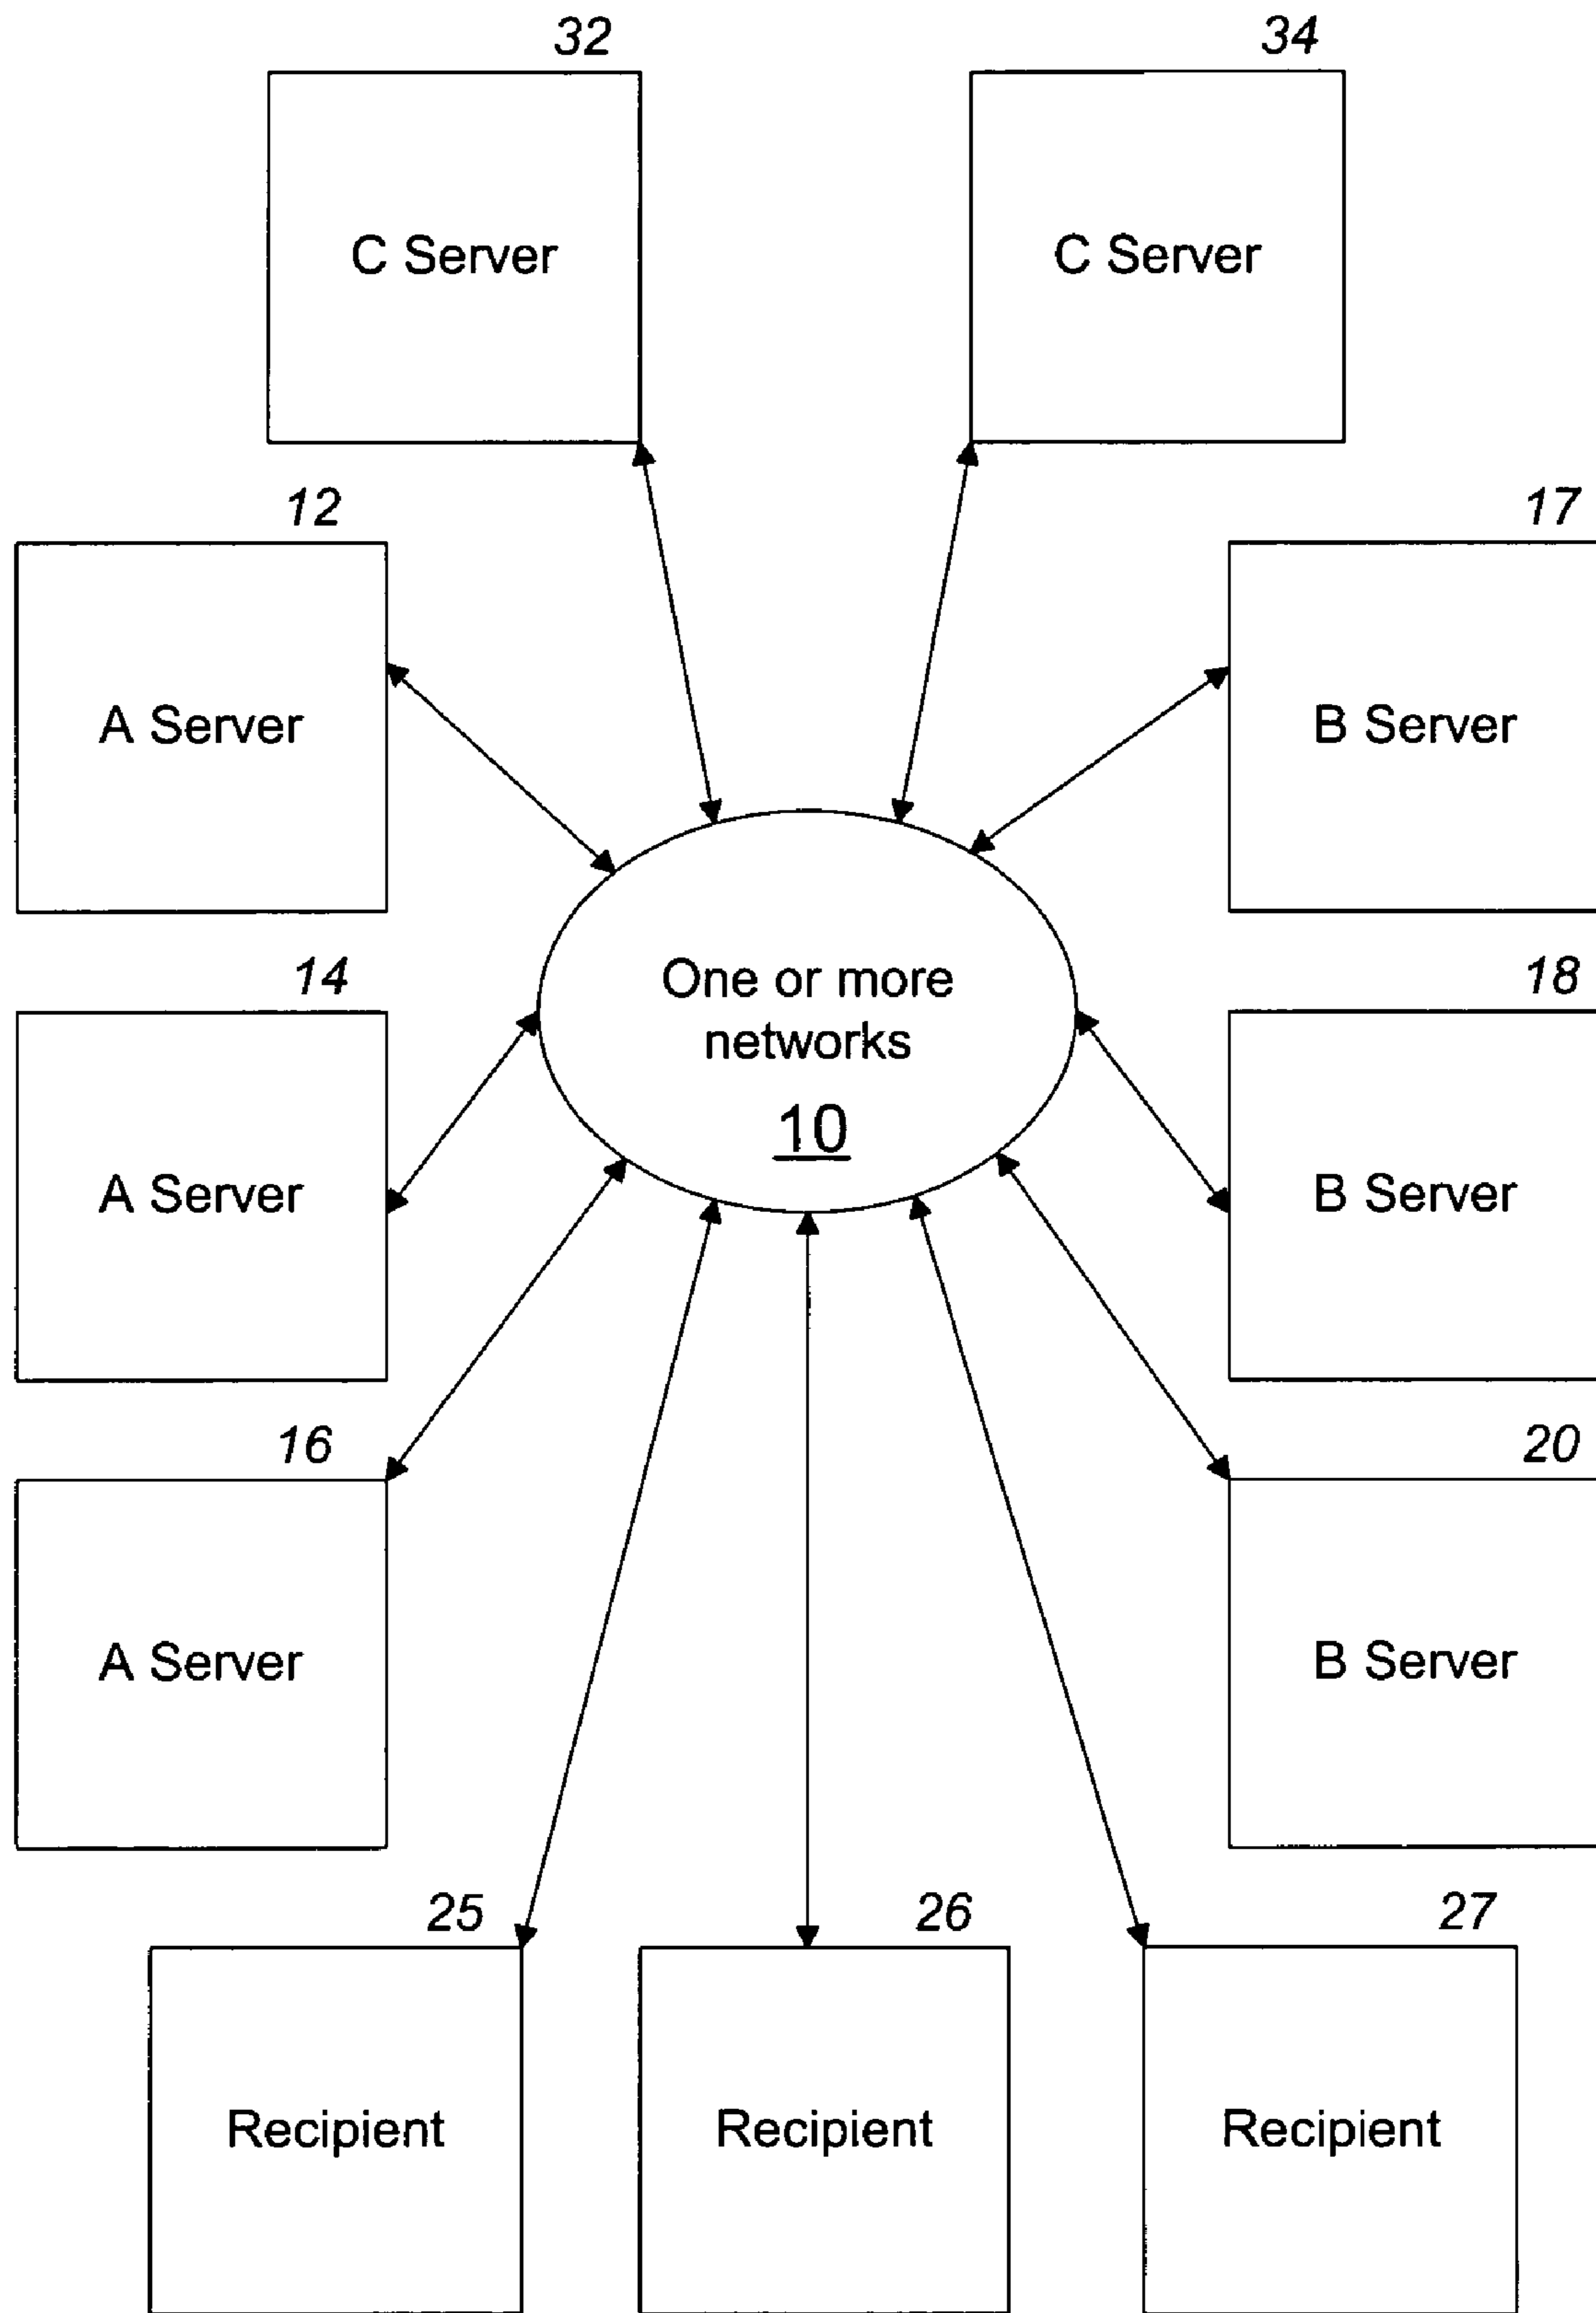 32
34
C Server
C Server
12
17
A Server
B Server
14
18
One or more
networks
10
A Server
B Server
16
20
A Server
B Server
25
26
27
Recipient
Recipient
Recipient